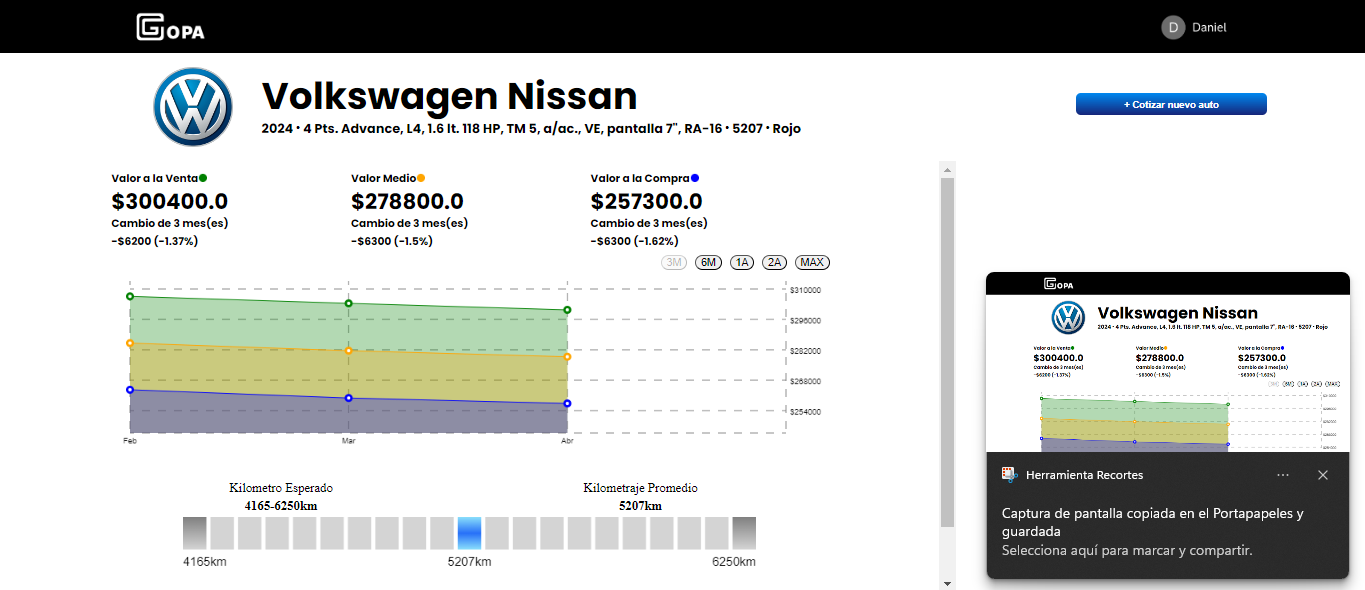 GOPA
D Daniel
Volkswagen Nissan
2024 • 4 Pts. Advance, L4, 1.6 lt. 118 HP, TM 5, a/ac., VE, pantalla 7", RA-16 • 5207 • Rojo
+ Cotizar nuevo auto
Valor a la Venta Valor Medio Valor a la Compra
$300400.0 $278800.0 $257300.0
Cambio de 3 mes(es) Cambio de 3 mes(es) Cambio de 3 mes(es)
-$6200 (-1.37%) -$6300 (-1.5%) -$6300 (-1.62%)
3M 6M 1A 2A MAX
$310000
$296000
$282000
$268000
$254000
Feb Mar Abr
Kilometro Esperado Kilometraje Promedio
4165-6250km 5207km
4165km 5207km 6250km
GOPA
Volkswagen Nissan
2024 • 4 Pts. Advance, L4, 1.6 lt. 118 HP, TM 5, a/ac., VE, pantalla 7", RA-16 • 5207 • Rojo
Valor a la Venta Valor Medio Valor a la Compra
$300400.0 $278800.0 $257300.0
Cambio de 3 mes(es) Cambio de 3 mes(es) Cambio de 3 mes(es)
-$6200 (-1.37%) -$6300 (-1.5%) -$6300 (-1.62%)
3M 6M 1A 2A MAX
Herramienta Recortes
Captura de pantalla copiada en el Portapapeles y
guardada
Selecciona aquí para marcar y compartir.